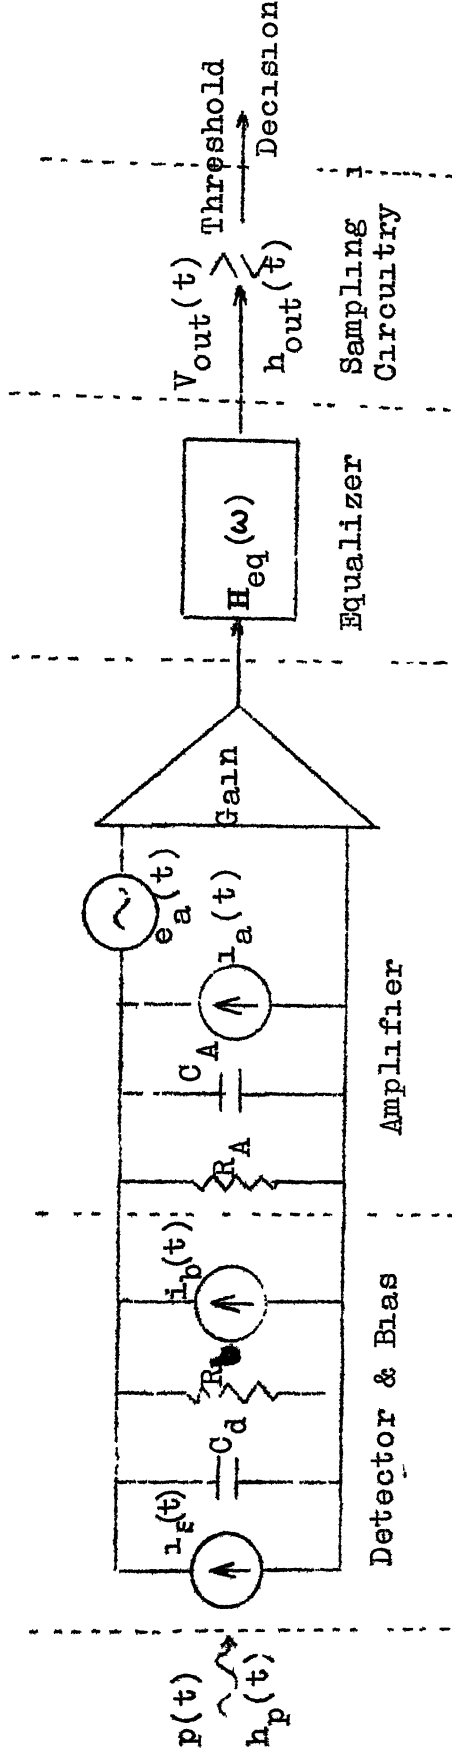 p(t)
h_p(t)
i_s(t)
C_d
R
i_b(t)
Detector & Bias
R_A
C_A
i_a(t)
e_a(t)
Amplifier
Gain
H_eq(ω)
Equalizer
V_out(t)
h_out(t)
Sampling
Circuitry
Threshold
Decision